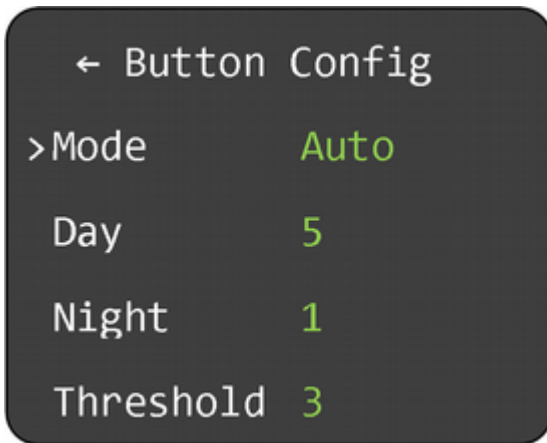 ← Button Config
>Mode Auto
Day 5
Night 1
Threshold 3